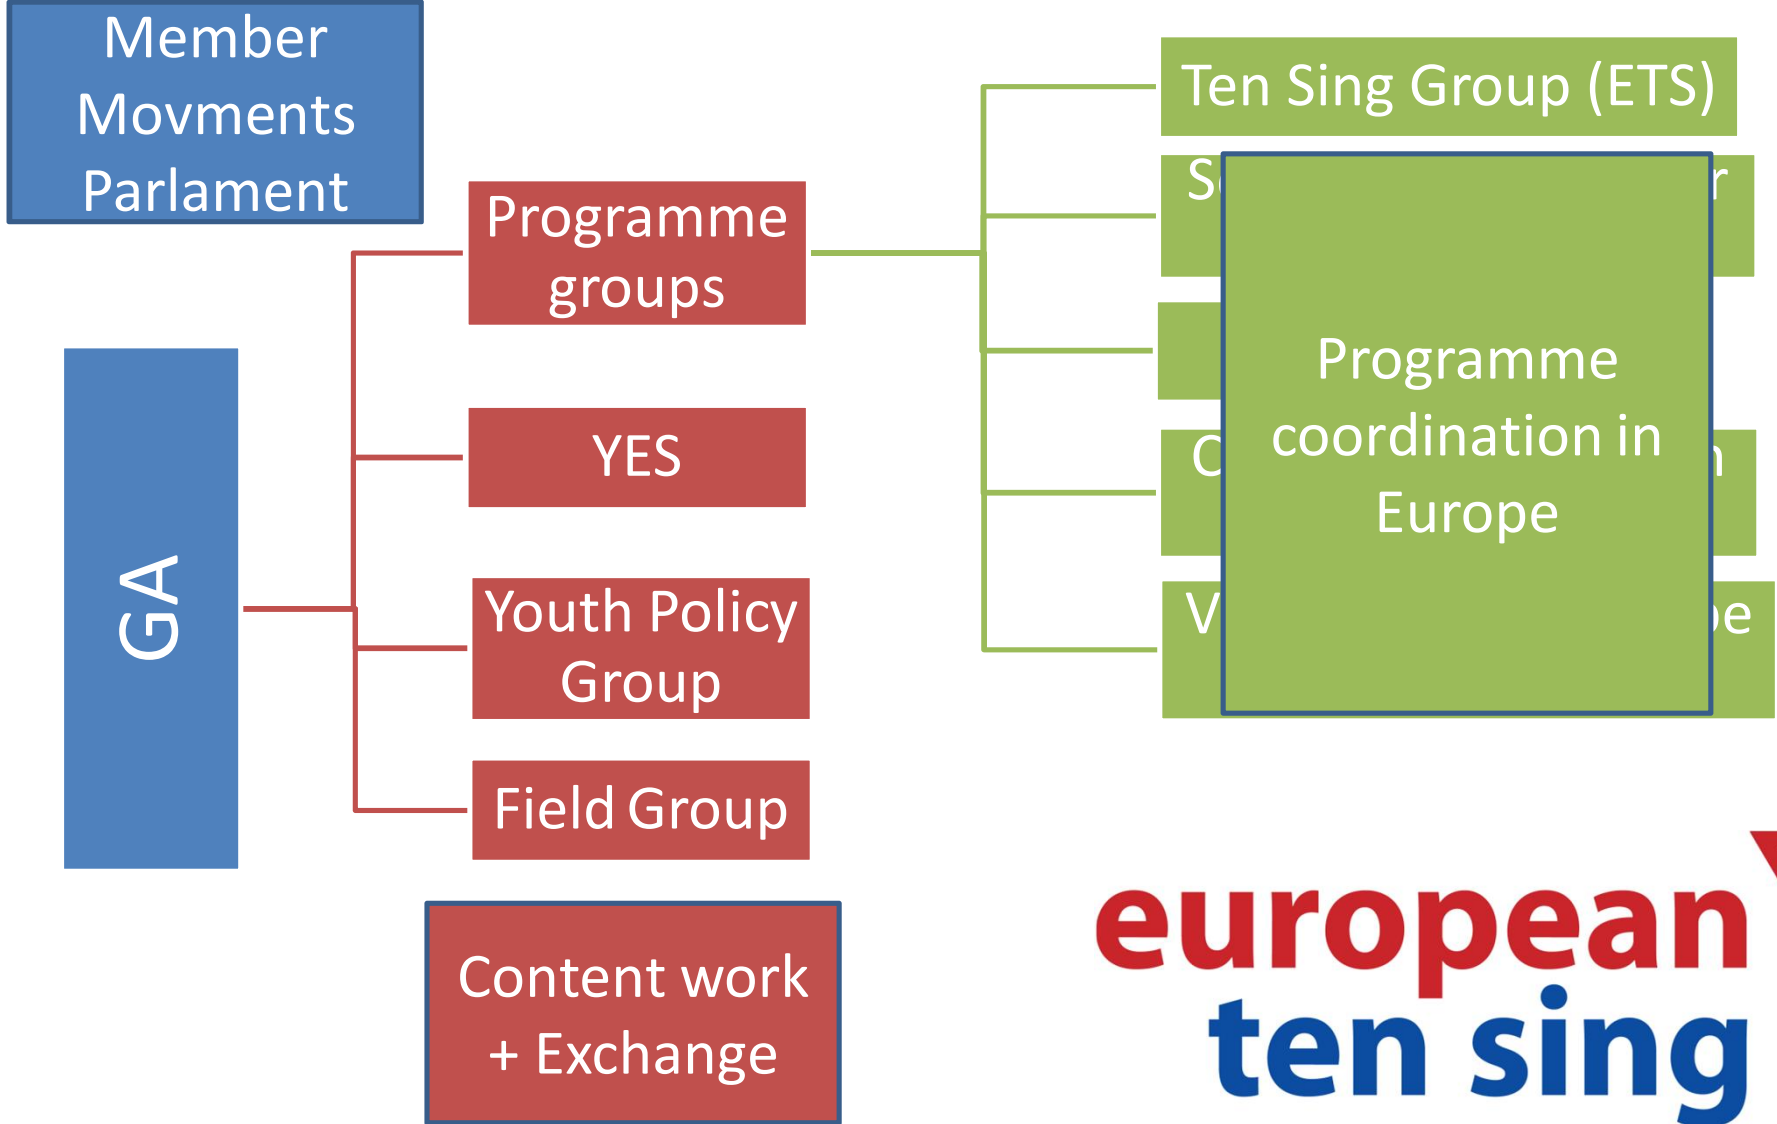 Member
Movments
Parlament
GA
Programme
groups
YES
Youth Policy
Group
Field Group
Content work
+ Exchange
Ten Sing Group (ETS)
Programme
coordination in
Europe
european
ten sing